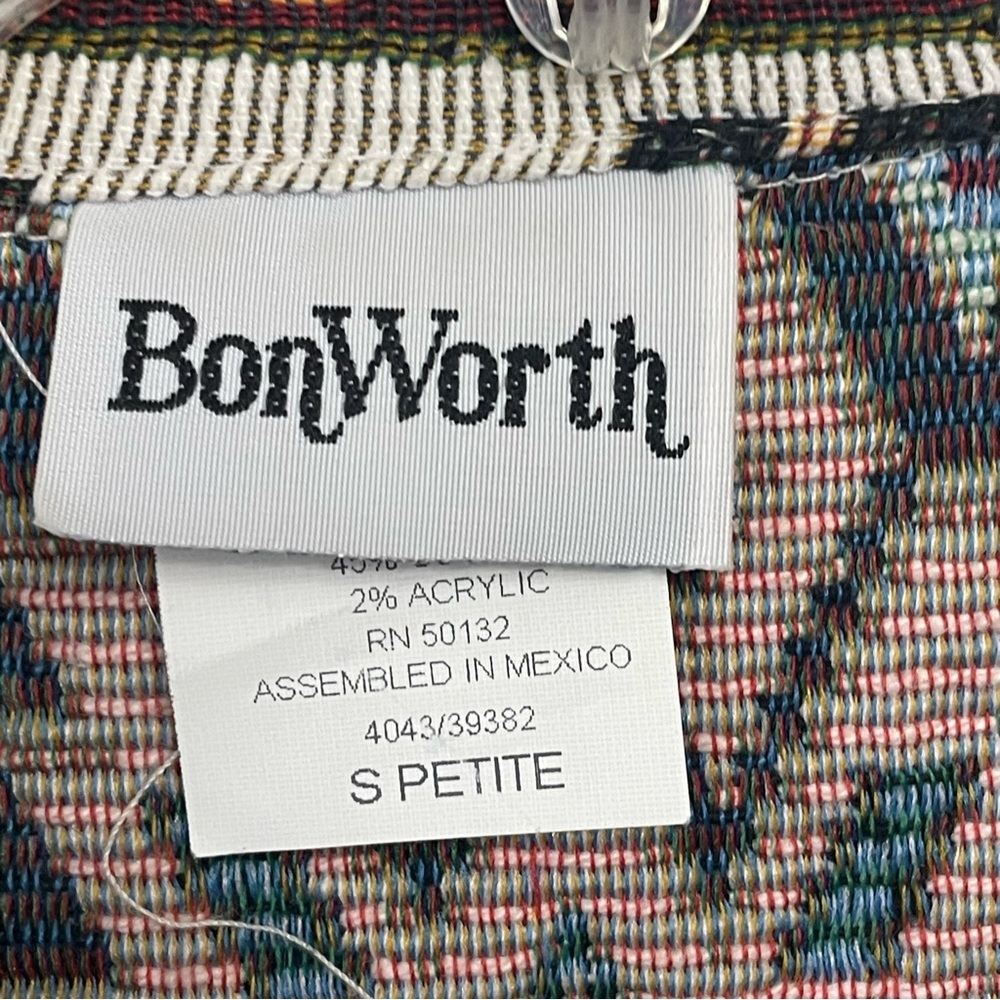 BonWorth
2% ACRYLIC
RN 50132
ASSEMBLED IN MEXICO
4043/39382
S PETITE